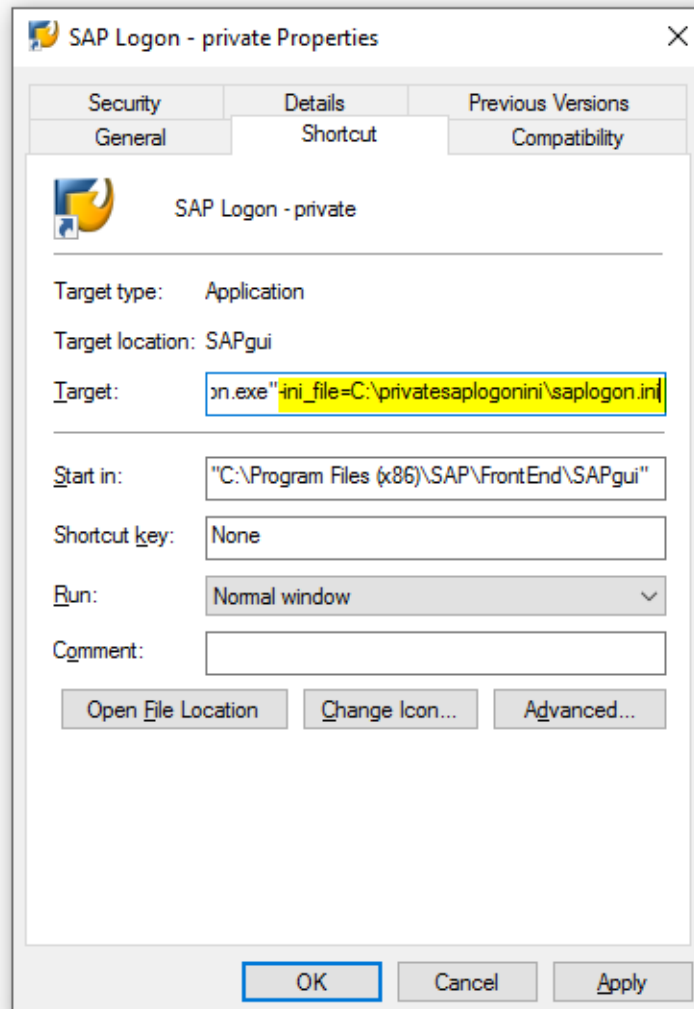 SAP Logon - private Properties
Security Details Previous Versions
General Shortcut Compatibility
SAP Logon - private
Target type: Application
Target location: SAPgui
Target: on.exe"-ini_file=C:\privatesaplogonini\saplogon.ini
Start in: "C:\Program Files (x86)\SAP\FrontEnd\SAPgui"
Shortcut key: None
Run: Normal window
Comment:
Open File Location Change Icon... Advanced...
OK Cancel Apply